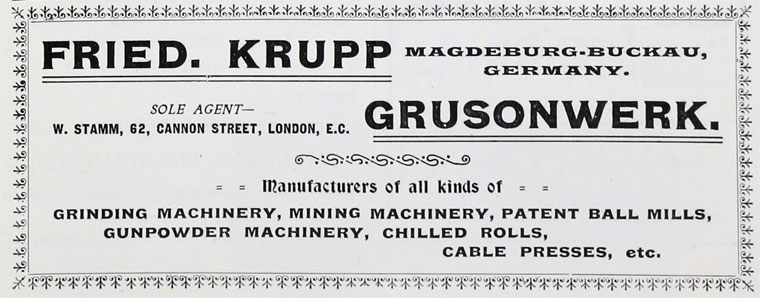 FRIED. KRUPP MAGDEBURG-BUCKAU,
GERMANY.
SOLE AGENT—
W. STAMM, 62, CANNON STREET, LONDON, E.C.
GRUSONWERK.
= = Manufacturers of all kinds of = =
GRINDING MACHINERY, MINING MACHINERY, PATENT BALL MILLS,
GUNPOWDER MACHINERY, CHILLED ROLLS,
CABLE PRESSES, etc.